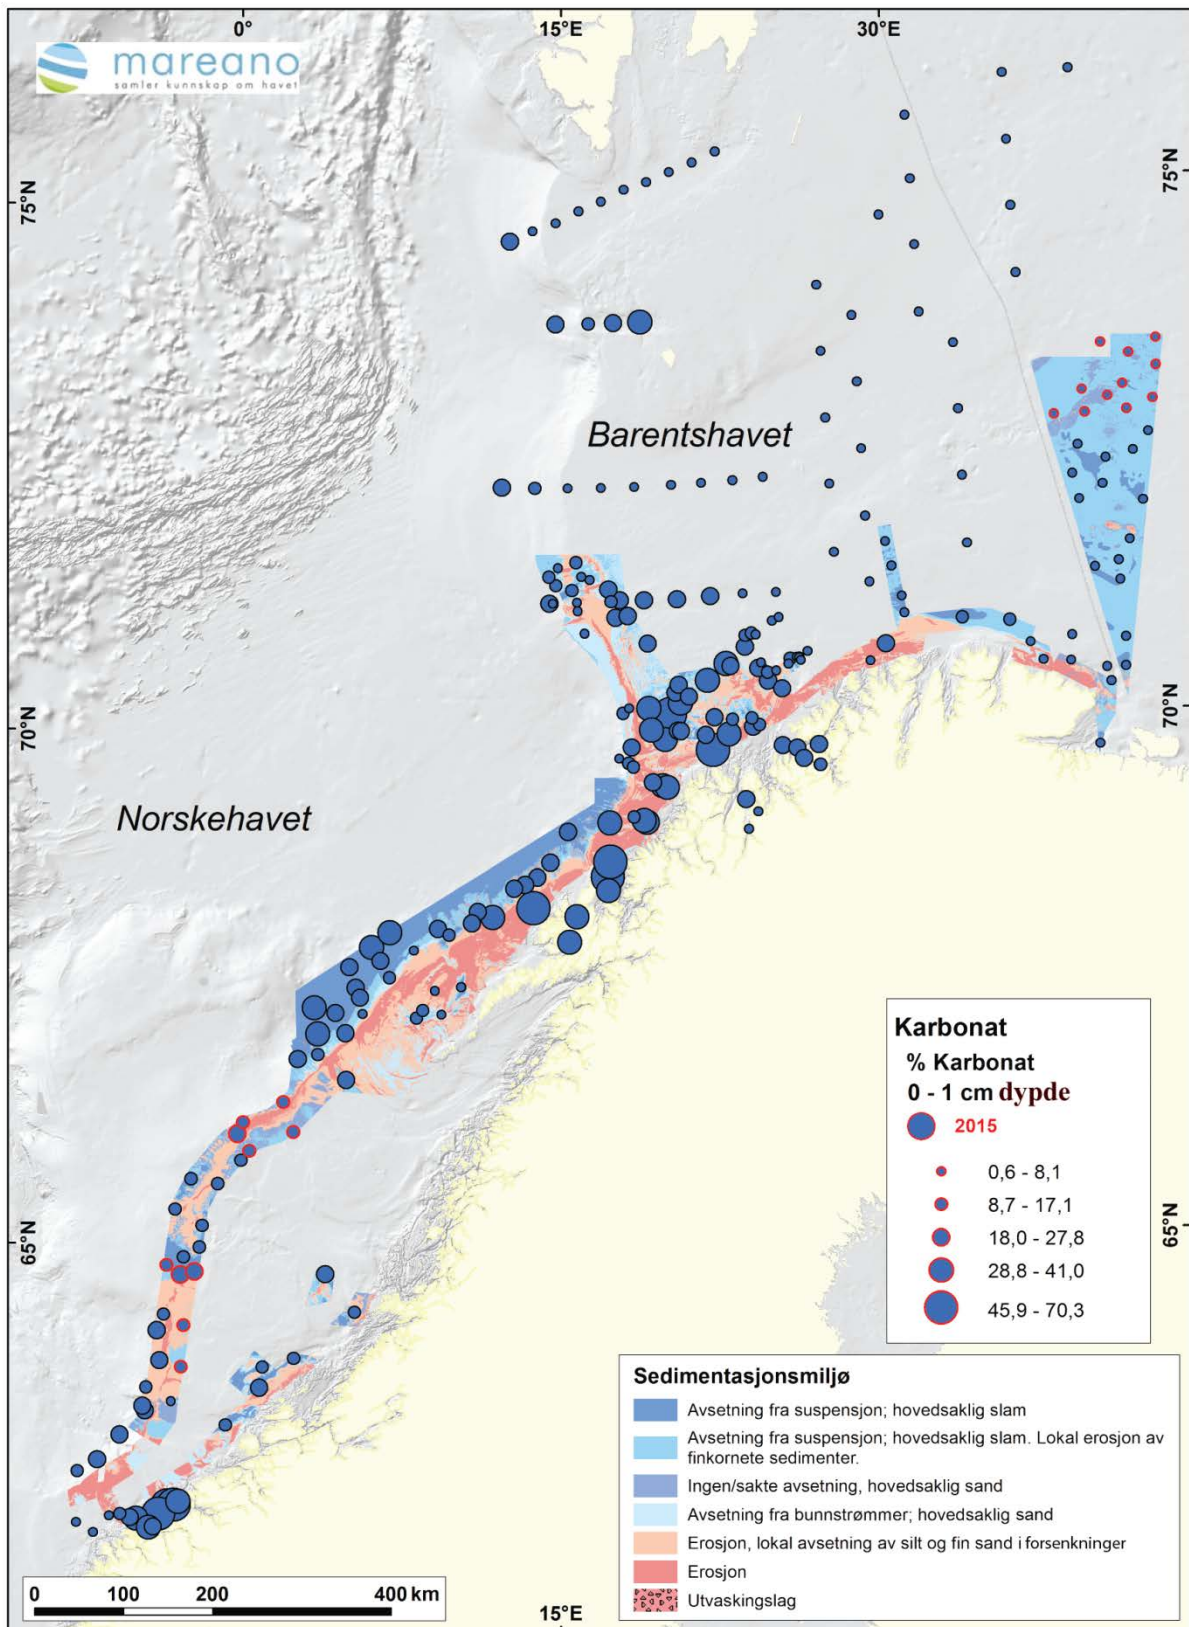 0°
15°E
30°E
mareano
samler kunnskap om havet
75°N
75°N
Barentshavet
70°N
70°N
Norskehavet
65°N
65°N
Karbonat
% Karbonat
0 - 1 cm dypde
2015
0,6 - 8,1
8,7 - 17,1
18,0 - 27,8
28,8 - 41,0
45,9 - 70,3
Sedimentasjonsmiljø
Avsetning fra suspensjon; hovedsaklig slam
Avsetning fra suspensjon; hovedsaklig slam. Lokal erosjon av
finkornete sedimenter.
Ingen/sakte avsetning, hovedsaklig sand
Avsetning fra bunnstrømmer; hovedsaklig sand
Erosjon, lokal avsetning av silt og fin sand i forsenkninger
Erosjon
Utvaskingslag
0 100 200 400 km
15°E